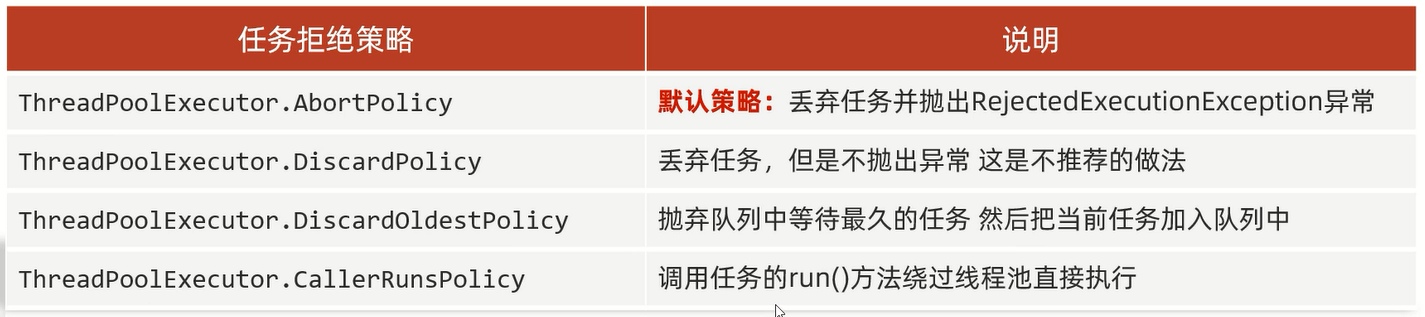 任务拒绝策略 说明
ThreadPoolExecutor.AbortPolicy 默认策略：丢弃任务并抛出RejectedExecutionException异常
ThreadPoolExecutor.DiscardPolicy 丢弃任务，但是不抛出异常 这是不推荐的做法
ThreadPoolExecutor.DiscardOldestPolicy 抛弃队列中等待最久的任务 然后把当前任务加入队列中
ThreadPoolExecutor.CallerRunsPolicy 调用任务的run()方法绕过线程池直接执行